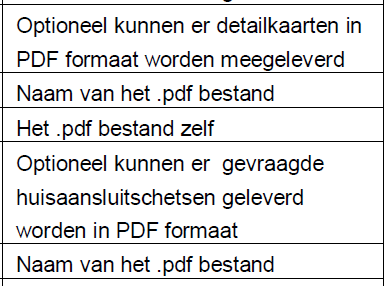 Optioneel kunnen er detailkaarten in
PDF formaat worden meegeleverd
Naam van het .pdf bestand
Het .pdf bestand zelf
Optioneel kunnen er  gevraagde
huisaansluitschetsen geleverd
worden in PDF formaat
Naam van het .pdf bestand